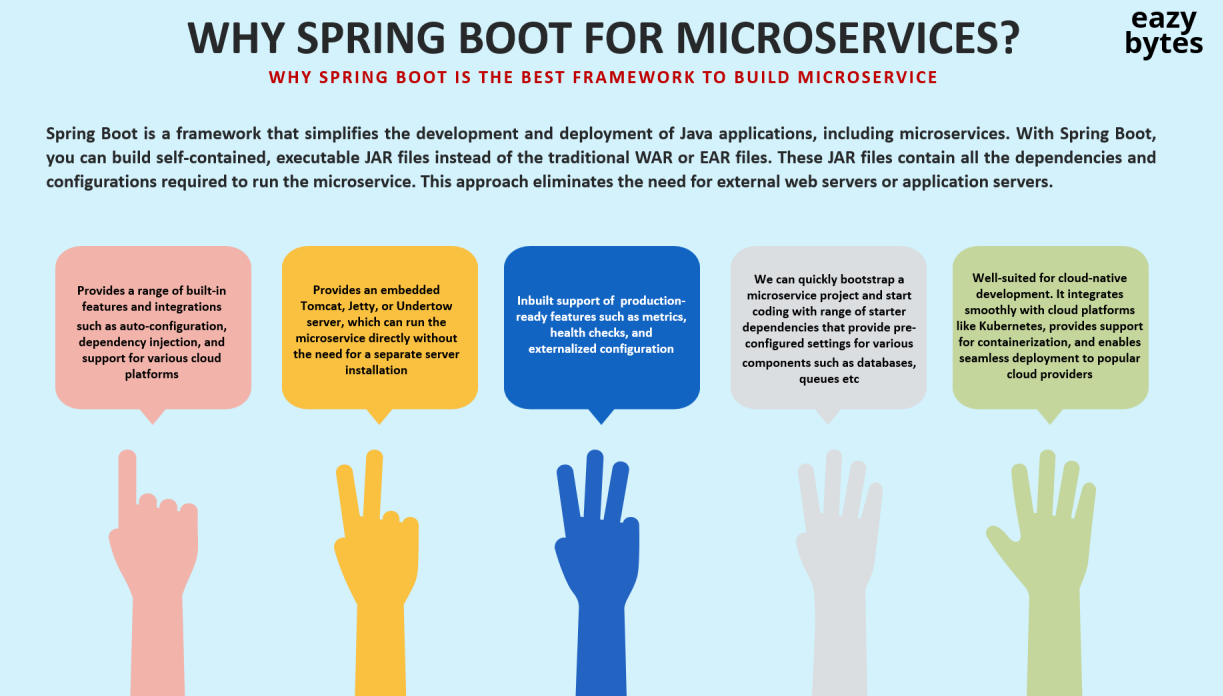 WHY SPRING BOOT FOR MICROSERVICES?
eazy
bytes
WHY SPRING BOOT IS THE BEST FRAMEWORK TO BUILD MICROSERVICE
Spring Boot is a framework that simplifies the development and deployment of Java applications, including microservices. With Spring Boot,
you can build self-contained, executable JAR files instead of the traditional WAR or EAR files. These JAR files contain all the dependencies and
configurations required to run the microservice. This approach eliminates the need for external web servers or application servers.
Provides a range of built-in
features and integrations
such as auto-configuration,
dependency injection, and
support for various cloud
platforms
Provides an embedded
Tomcat, Jetty, or Undertow
server, which can run the
microservice directly without
the need for a separate server
installation
Inbuilt support of production-
ready features such as metrics,
health checks, and
externalized configuration
We can quickly bootstrap a
microservice project and start
coding with range of starter
dependencies that provide pre-
configured settings for various
components such as databases,
queues etc
Well-suited for cloud-native
development. It integrates
smoothly with cloud platforms
like Kubernetes, provides support
for containerization, and enables
seamless deployment to popular
cloud providers